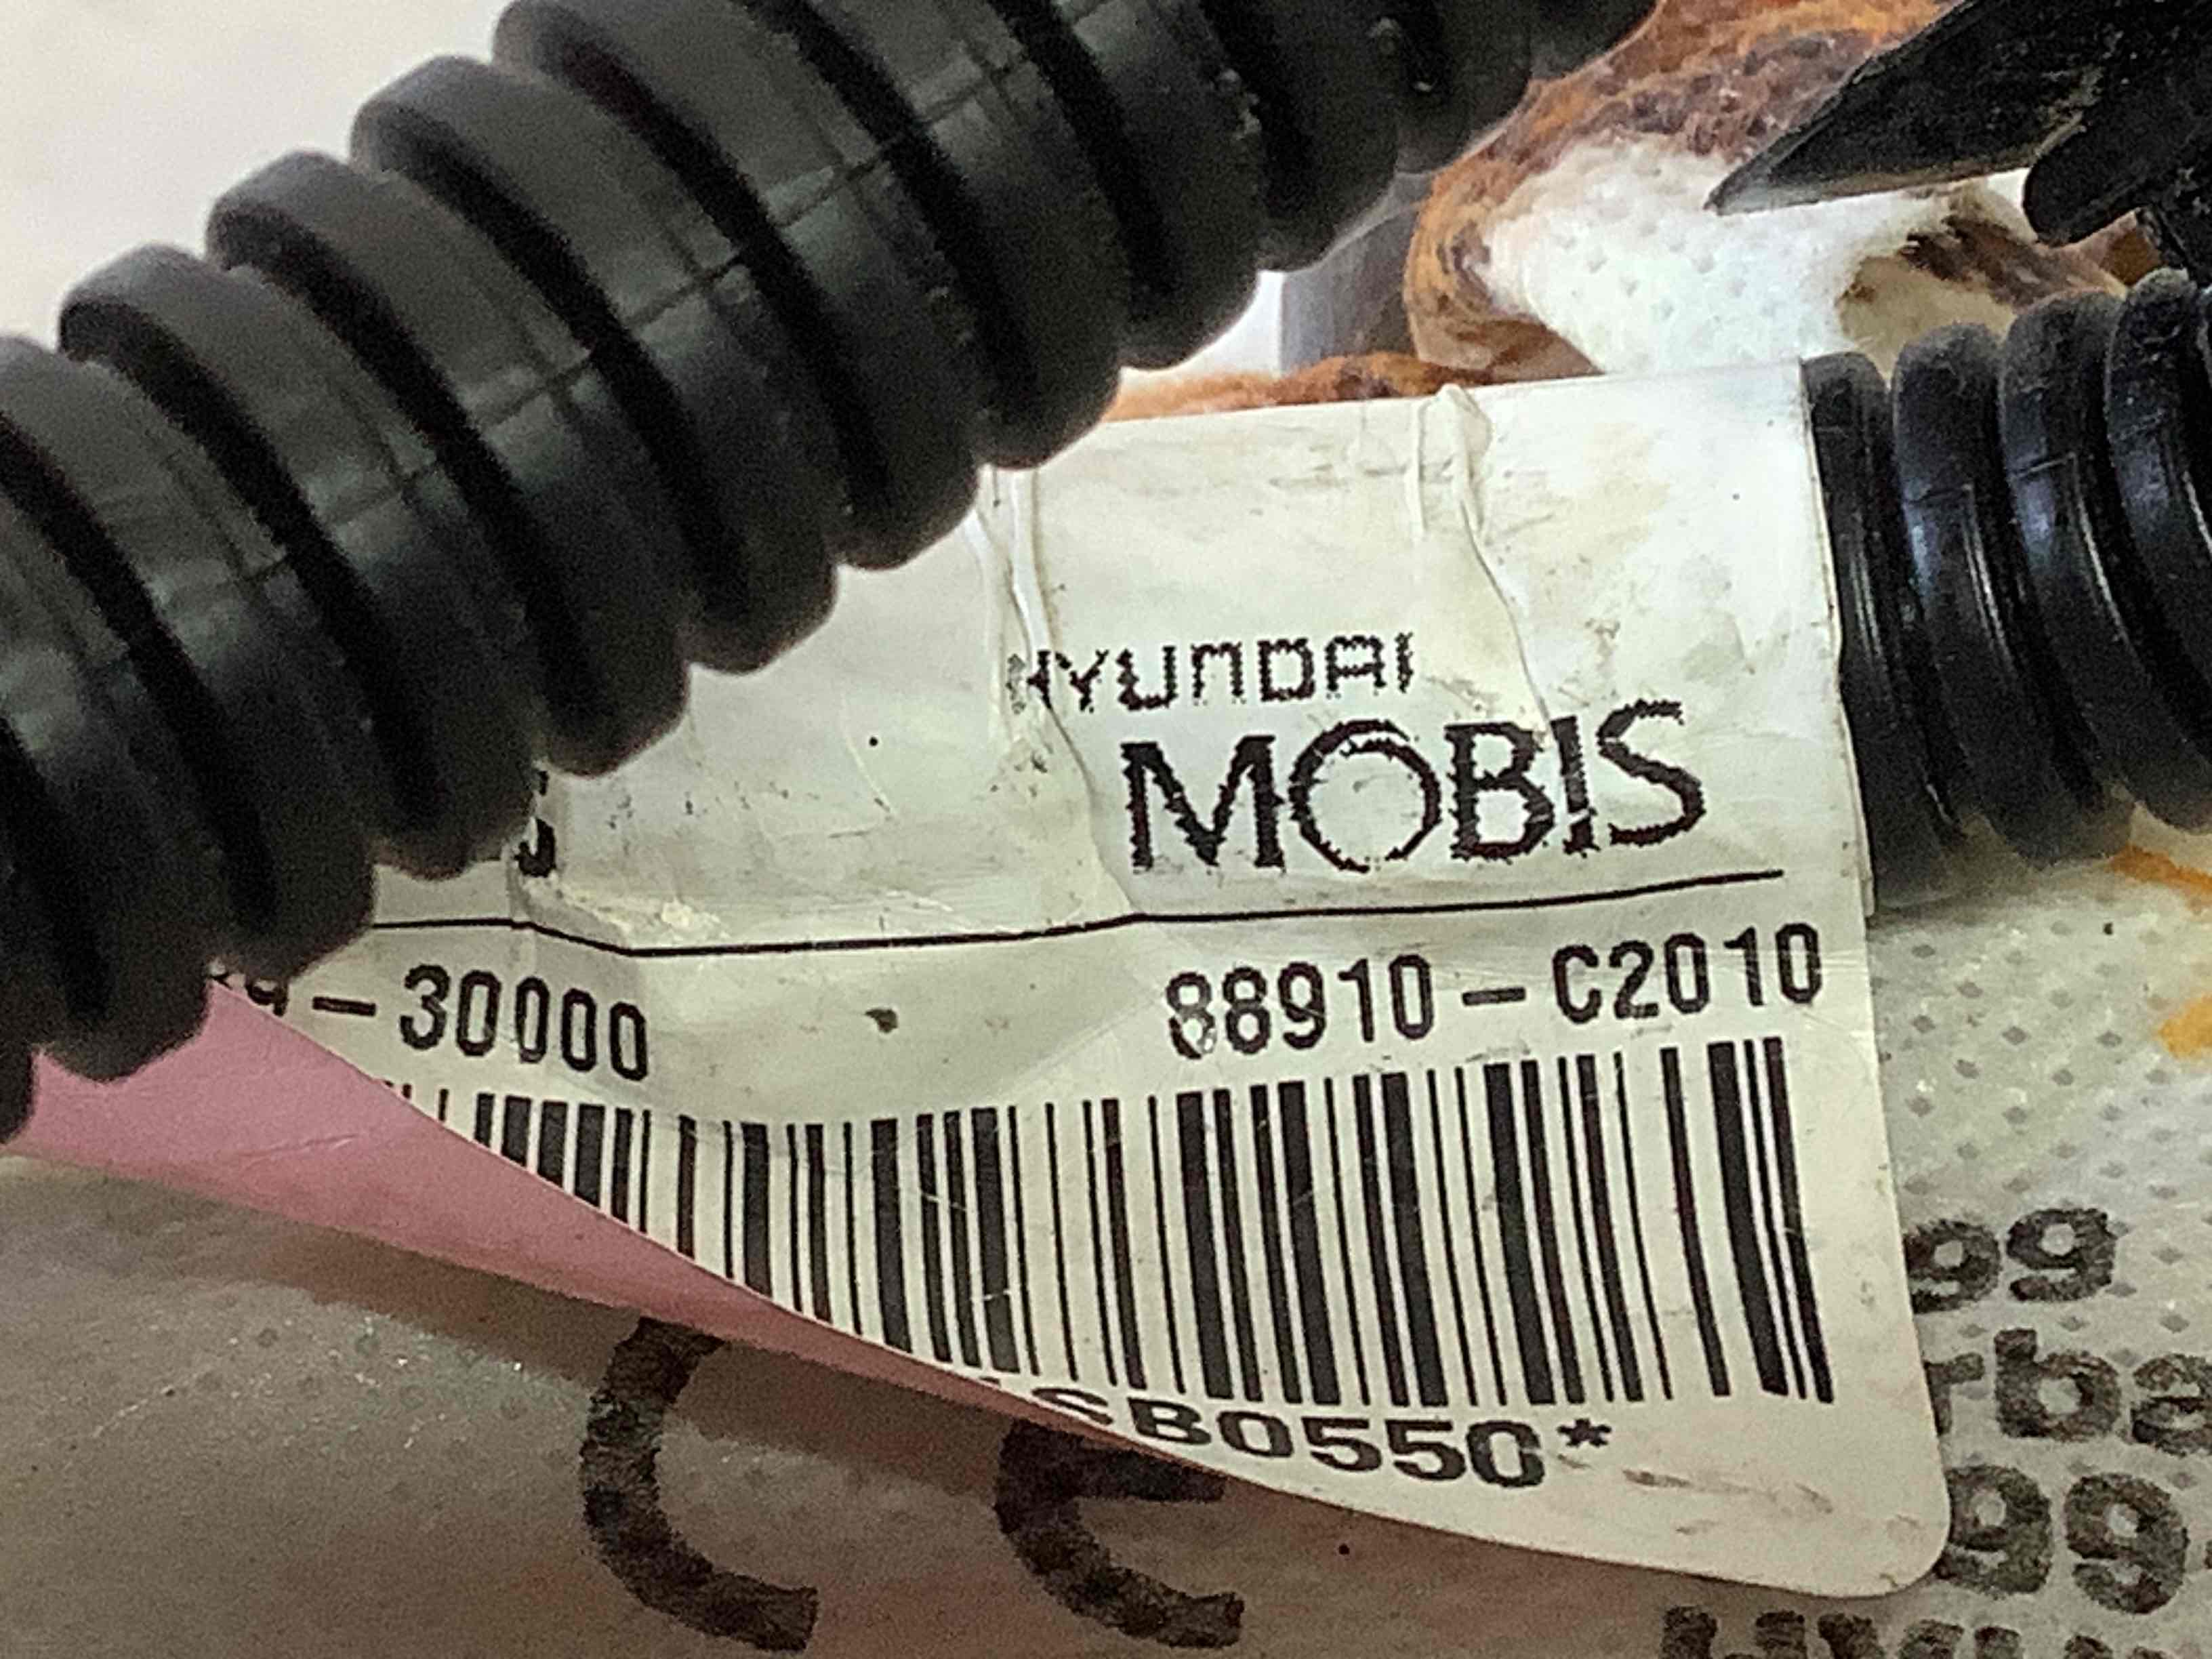 HYUNDAI
MOBIS
-30000 88910-C2010
SB0550*
99
rba
99